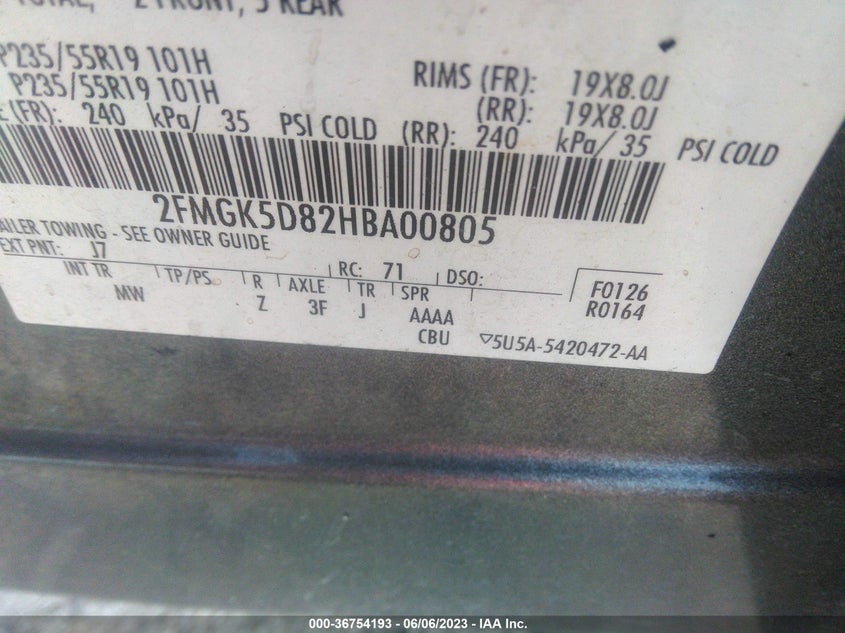 TOTAL, 2 FRONT, 5 REAR
P235/55R19 101H RIMS (FR): 19X8.0J
P235/55R19 101H (RR): 19X8.0J
(FR): 240 kPa/ 35 PSI COLD (RR): 240 kPa/ 35 PSI COLD
2FMGK5D82HBA00805
TOWING - SEE OWNER GUIDE
EXT PNT: J7 RC: 71 DSO:
INT TR TP/PS R AXLE TR SPR F0126
MW Z 3F J AAAA R0164
CBU ▽5U5A-5420472-AA
000-36754193 - 06/06/2023 - IAA Inc.